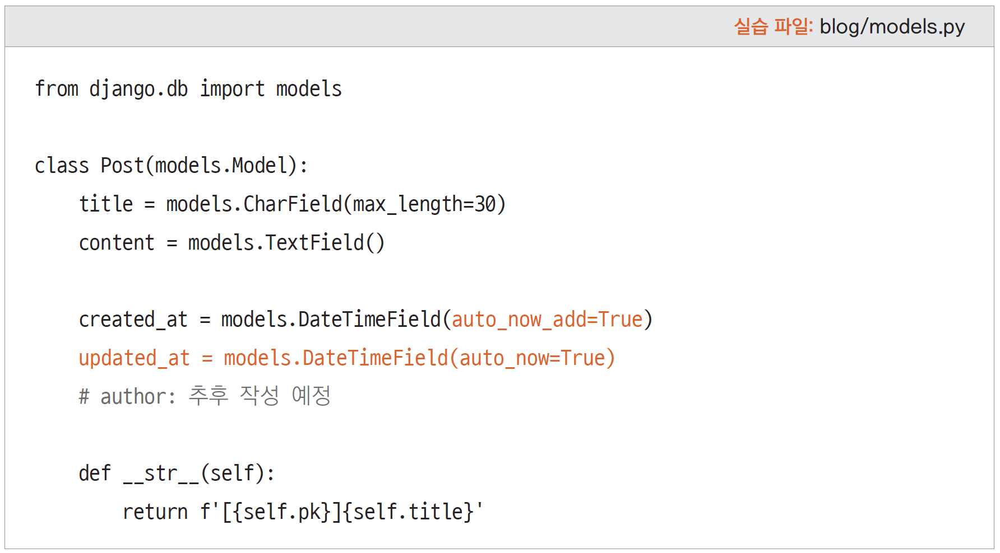 실습 파일: blog/models.py
from django.db import models
class Post(models.Model):
    title = models.CharField(max_length=30)
    content = models.TextField()
    created_at = models.DateTimeField(auto_now_add=True)
    updated_at = models.DateTimeField(auto_now=True)
    # author: 추후 작성 예정
    def __str__(self):
        return f'[{self.pk}]{self.title}'